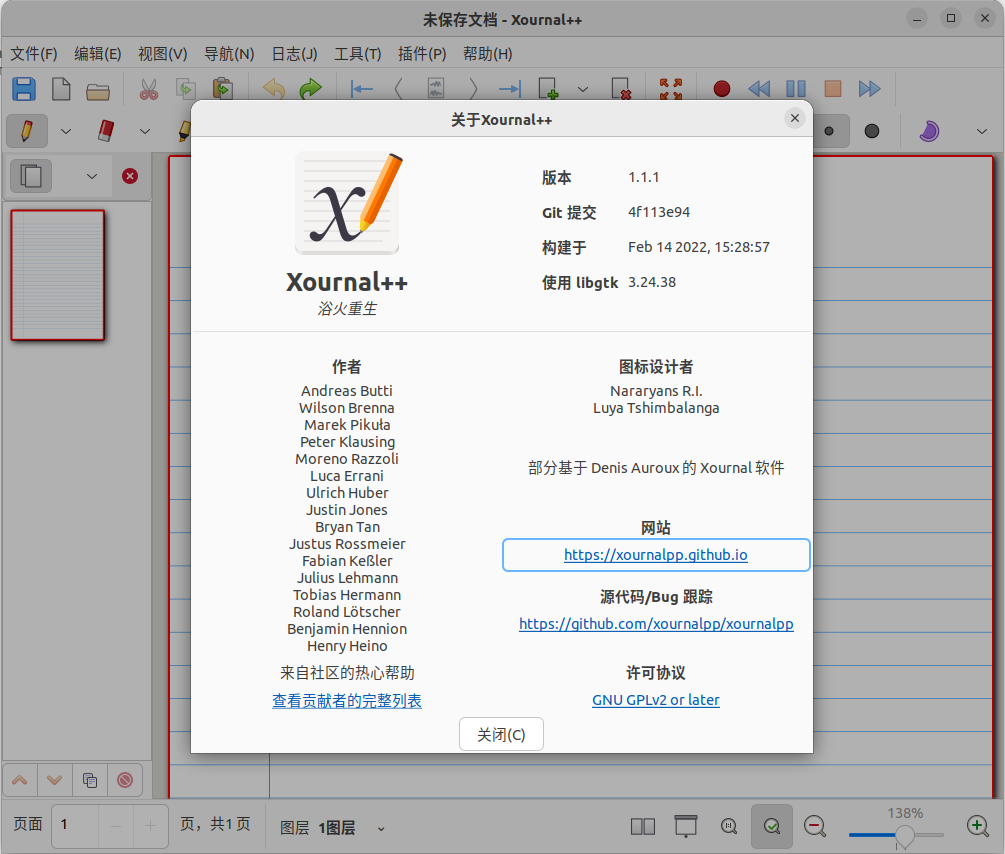 未保存文档 - Xournal++
文件(F) 编辑(E) 视图(V) 导航(N) 日志(J) 工具(T) 插件(P) 帮助(H)
关于Xournal++
Xournal++
浴火重生
版本 1.1.1
Git 提交 4f113e94
构建于 Feb 14 2022, 15:28:57
使用 libgtk 3.24.38
作者
Andreas Butti
Wilson Brenna
Marek Pikuła
Peter Klausing
Moreno Razzoli
Luca Errani
Ulrich Huber
Justin Jones
Bryan Tan
Justus Rossmeier
Fabian Keßler
Julius Lehmann
Tobias Hermann
Roland Lötscher
Benjamin Hennion
Henry Heino
来自社区的热心帮助
查看贡献者的完整列表
图标设计者
Nararyans R.I.
Luya Tshimbalanga
部分基于 Denis Auroux 的 Xournal 软件
网站
https://xournalpp.github.io
源代码/Bug 跟踪
https://github.com/xournalpp/xournalpp
许可协议
GNU GPLv2 or later
关闭(C)
页面 1 页，共1页 图层 1图层 138%